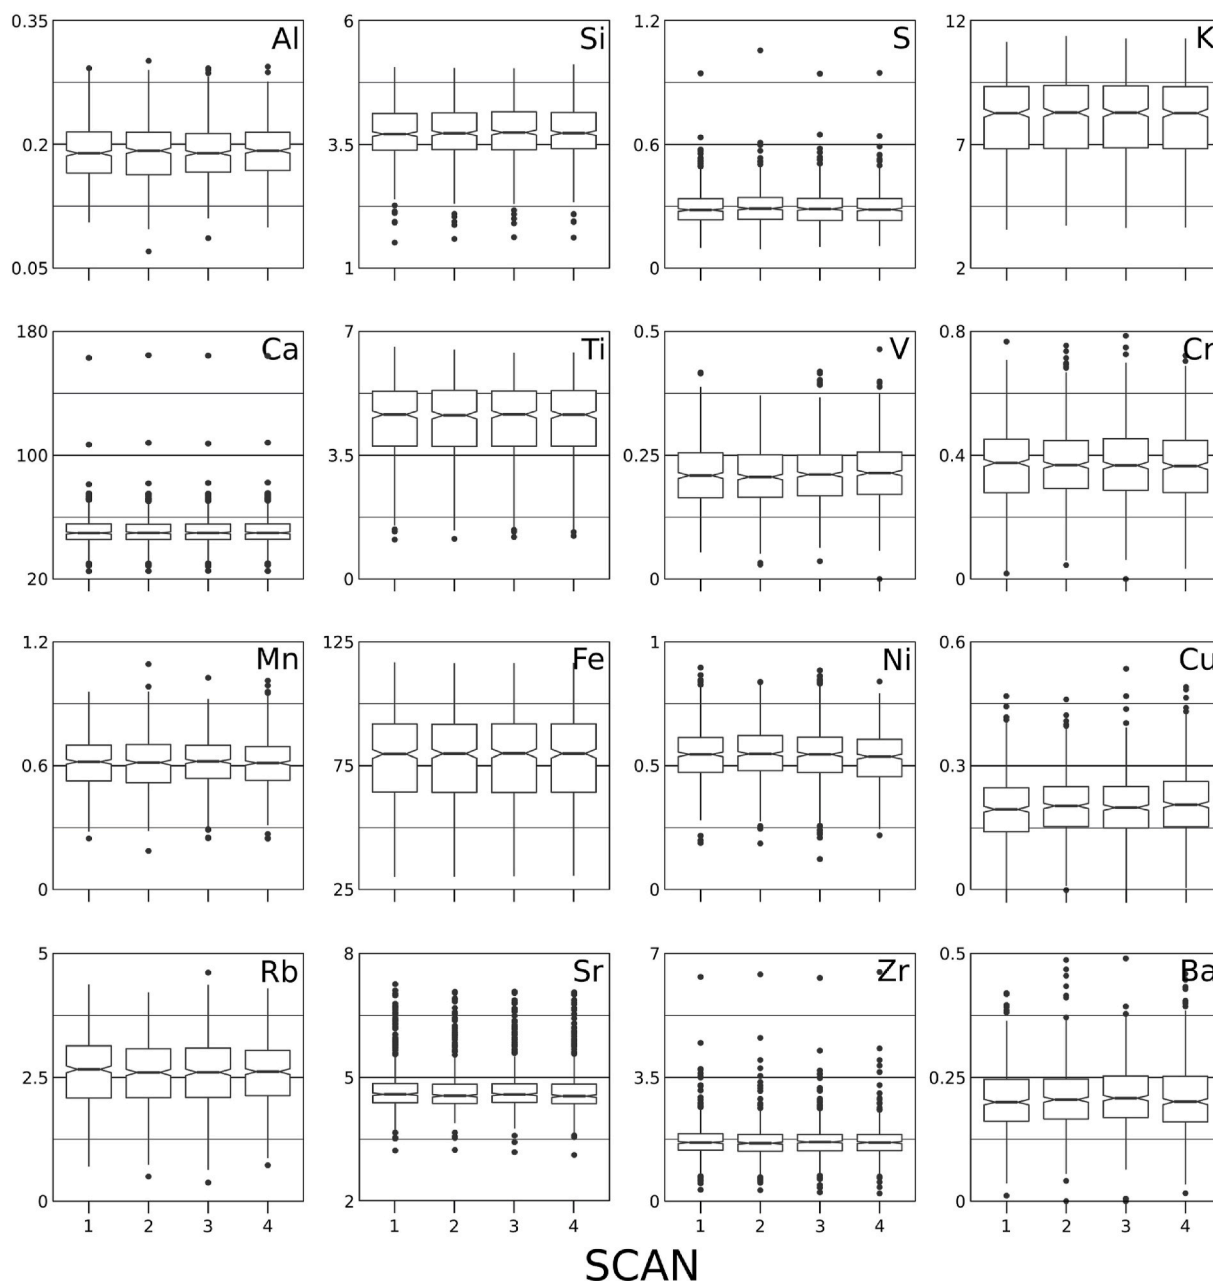 0.35 Al 6 Si 1.2 S 12 K
0.2 3.5 0.6 7
0.05 1 0 2
180 Ca 7 Ti 0.5 V 0.8 Cr
100 3.5 0.25 0.4
20 0 0 0
1.2 Mn 125 Fe 1 Ni 0.6 Cu
0.6 75 0.5 0.3
0 25 0 0
5 Rb 8 Sr 7 Zr 0.5 Ba
2.5 5 3.5 0.25
0 2 0 0
1 2 3 4 1 2 3 4 1 2 3 4 1 2 3 4
SCAN